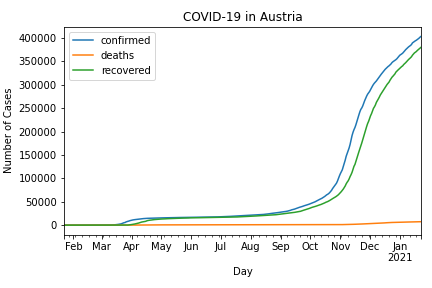 COVID-19 in Austria
confirmed
deaths
recovered
Number of Cases
400000
350000
300000
250000
200000
150000
100000
50000
0
Feb Mar Apr May Jun Jul Aug Sep Oct Nov Dec Jan
2021
Day